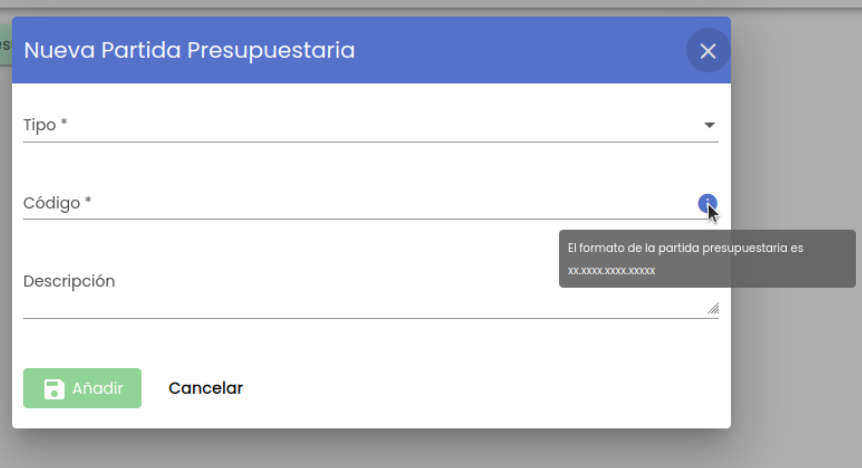 es
Nueva Partida Presupuestaria
Tipo *
Código *
El formato de la partida presupuestaria es
xx.xxxx.xxxx.xxxxx
Descripción
Añadir
Cancelar